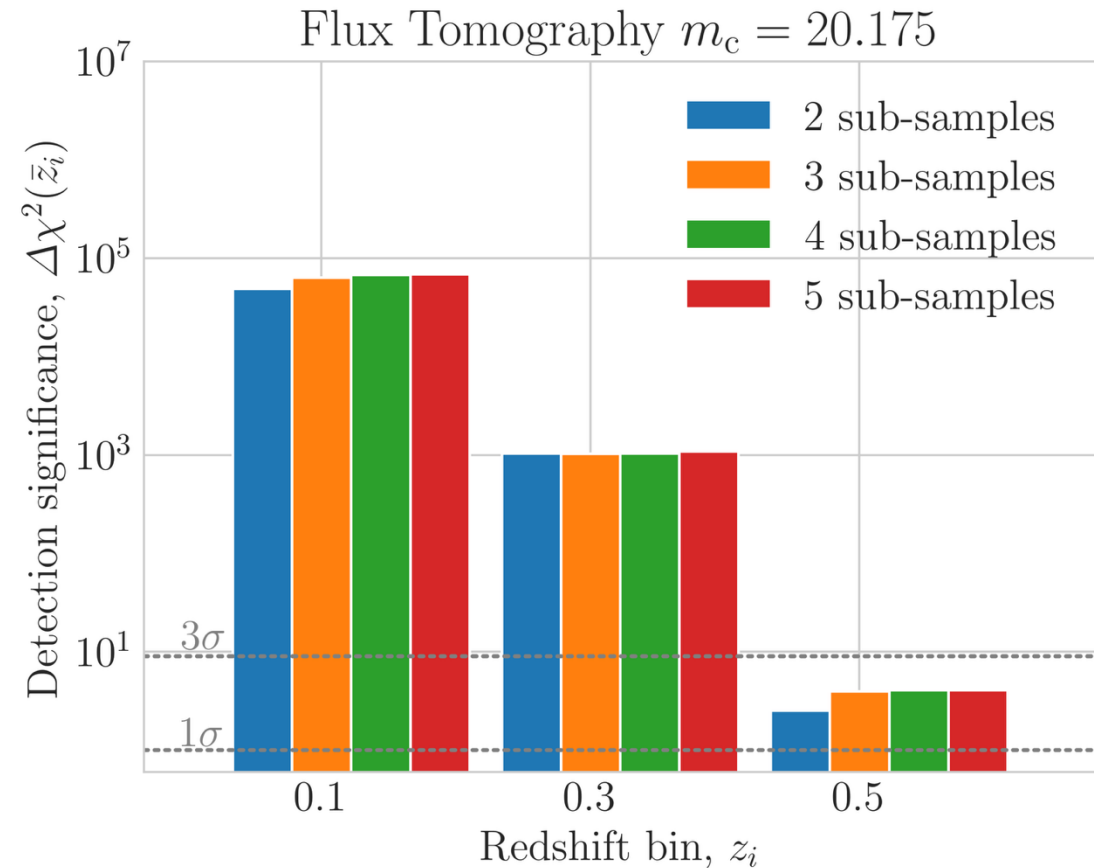 Flux Tomography m_c = 20.175
10^7
10^5
10^3
10^1
Detection significance, Δχ²(z̄_i)
2 sub-samples
3 sub-samples
4 sub-samples
5 sub-samples
3σ
1σ
0.1 0.3 0.5
Redshift bin, z_i